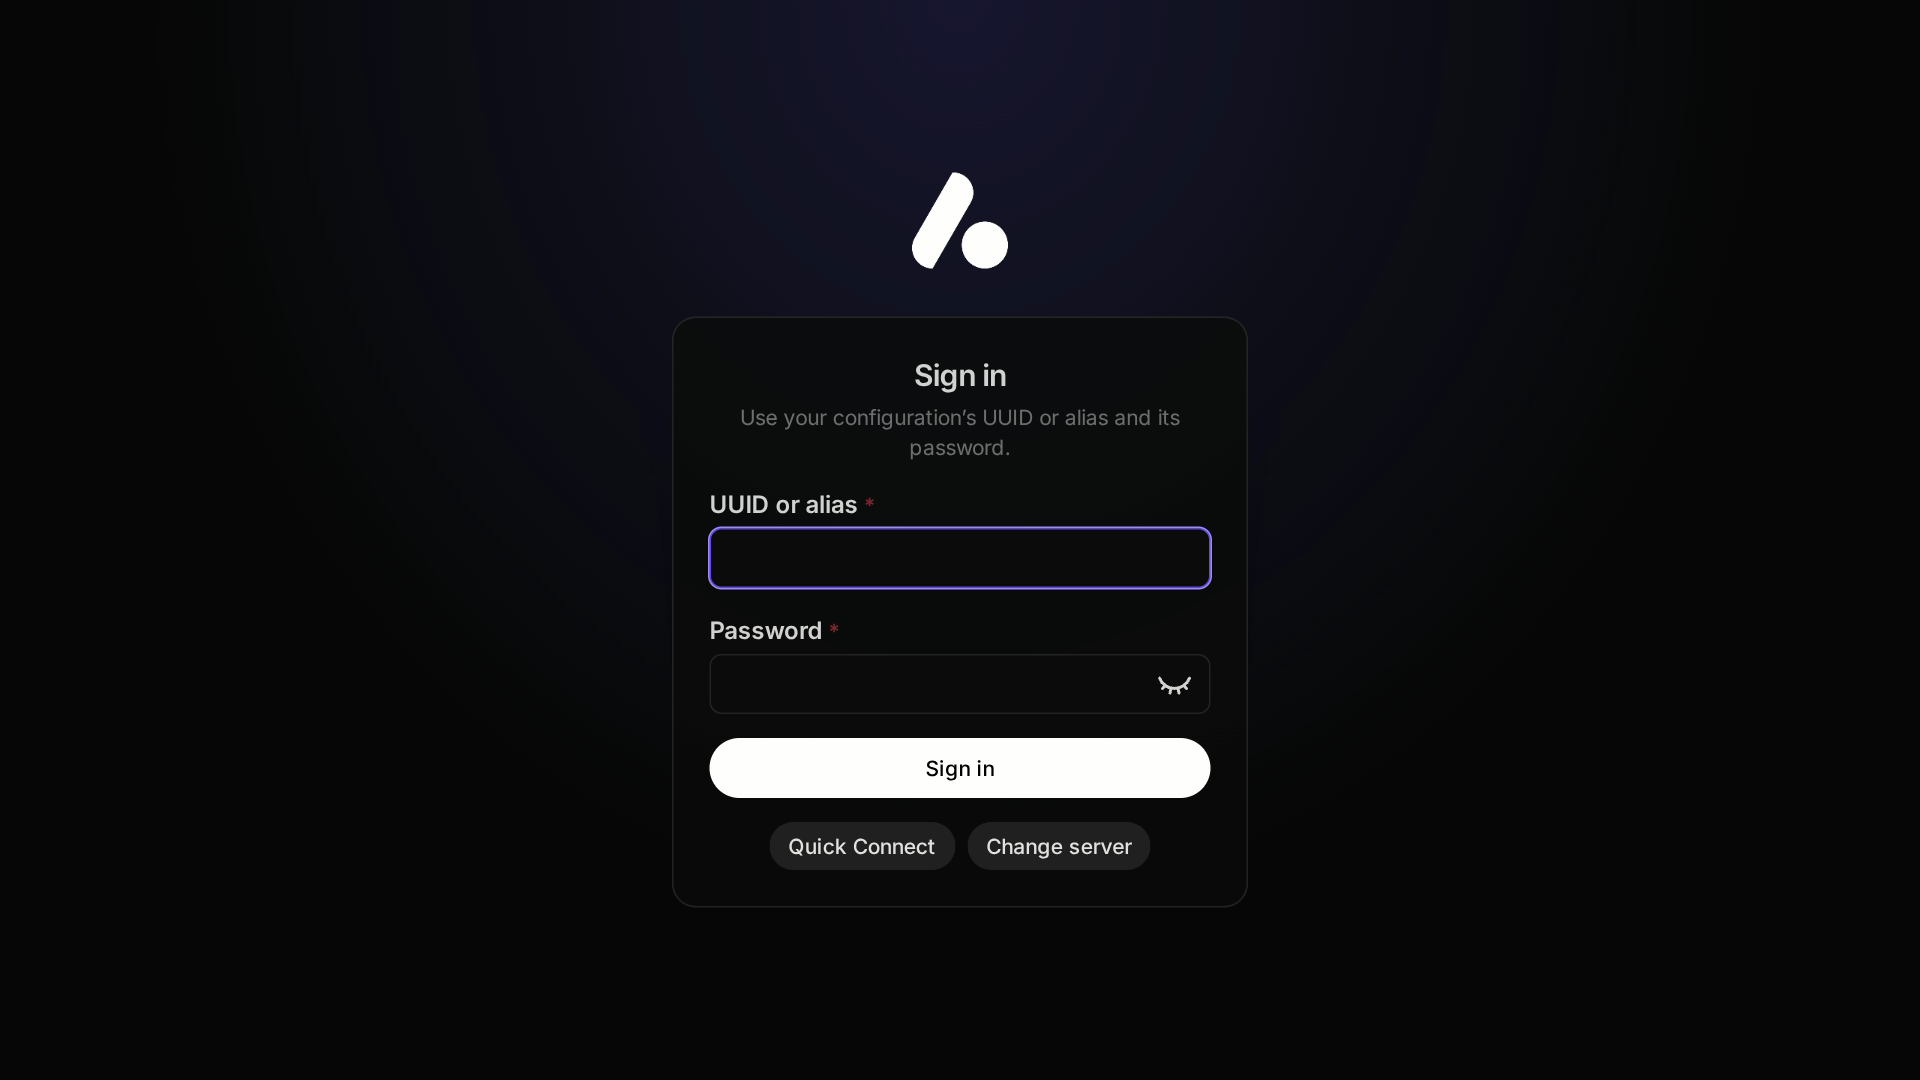 Sign in
Use your configuration’s UUID or alias and its
password.
UUID or alias *
Password *
Sign in
Quick Connect
Change server